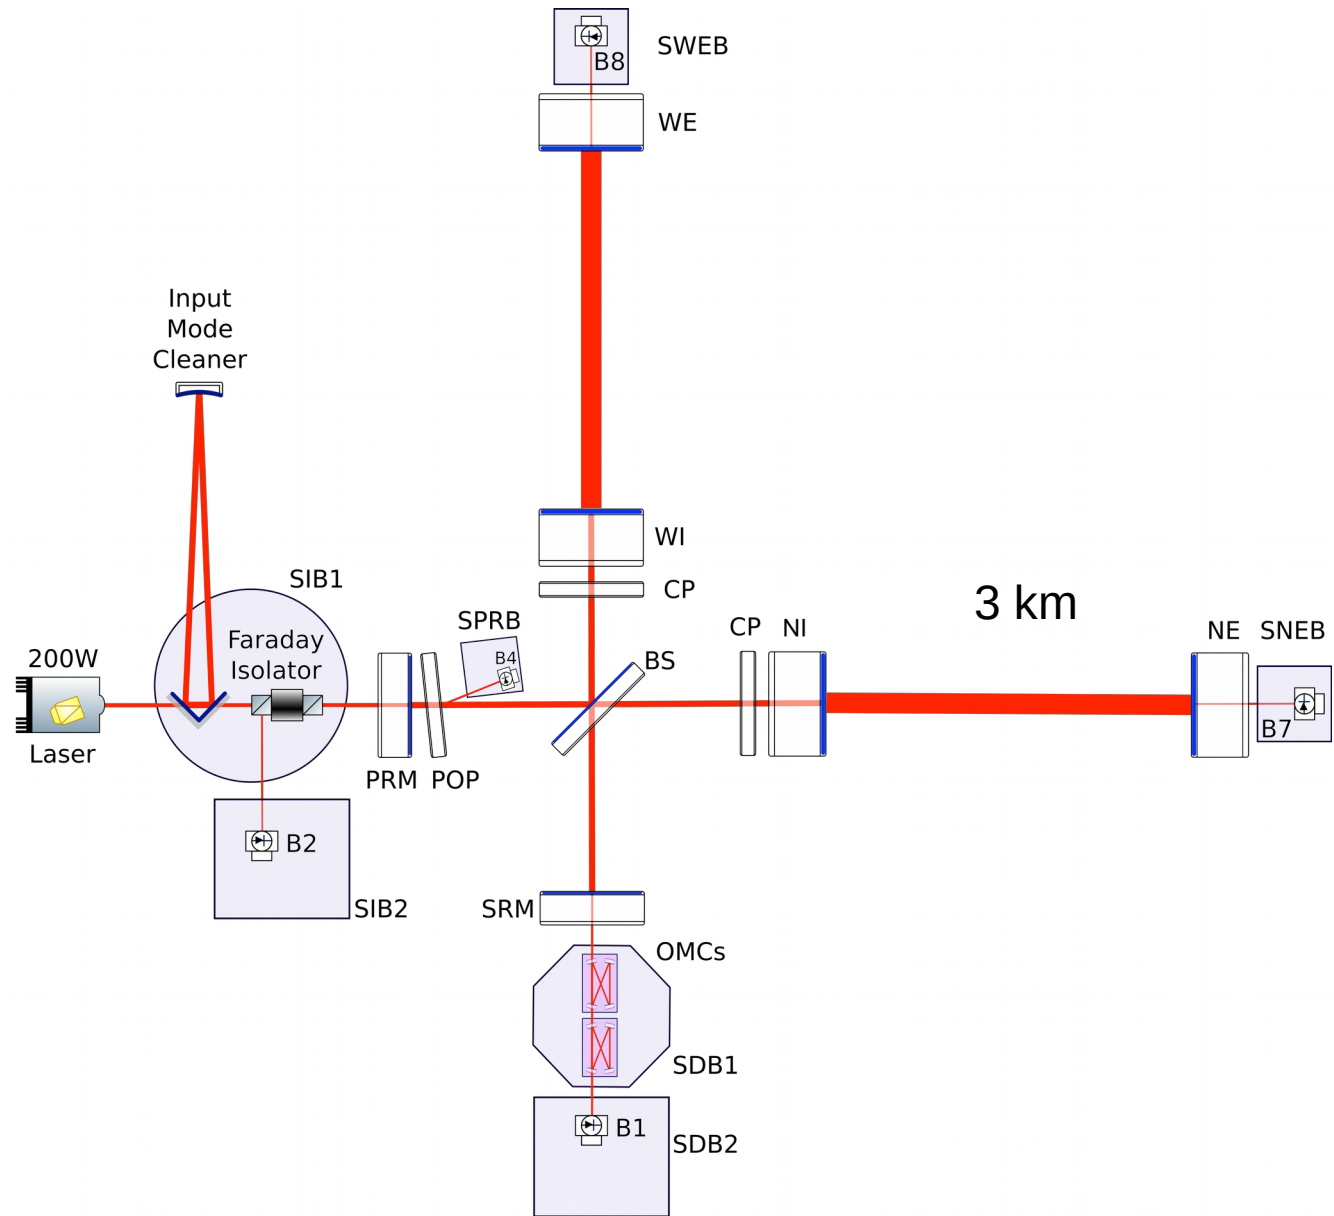 SWEB
B8
WE
Input
Mode
Cleaner
WI
SIB1
CP
3 km
SPRB
CP
NI
NE
SNEB
Faraday
Isolator
200W
B4
BS
B7
Laser
PRM
POP
B2
SIB2
SRM
OMCs
SDB1
B1
SDB2